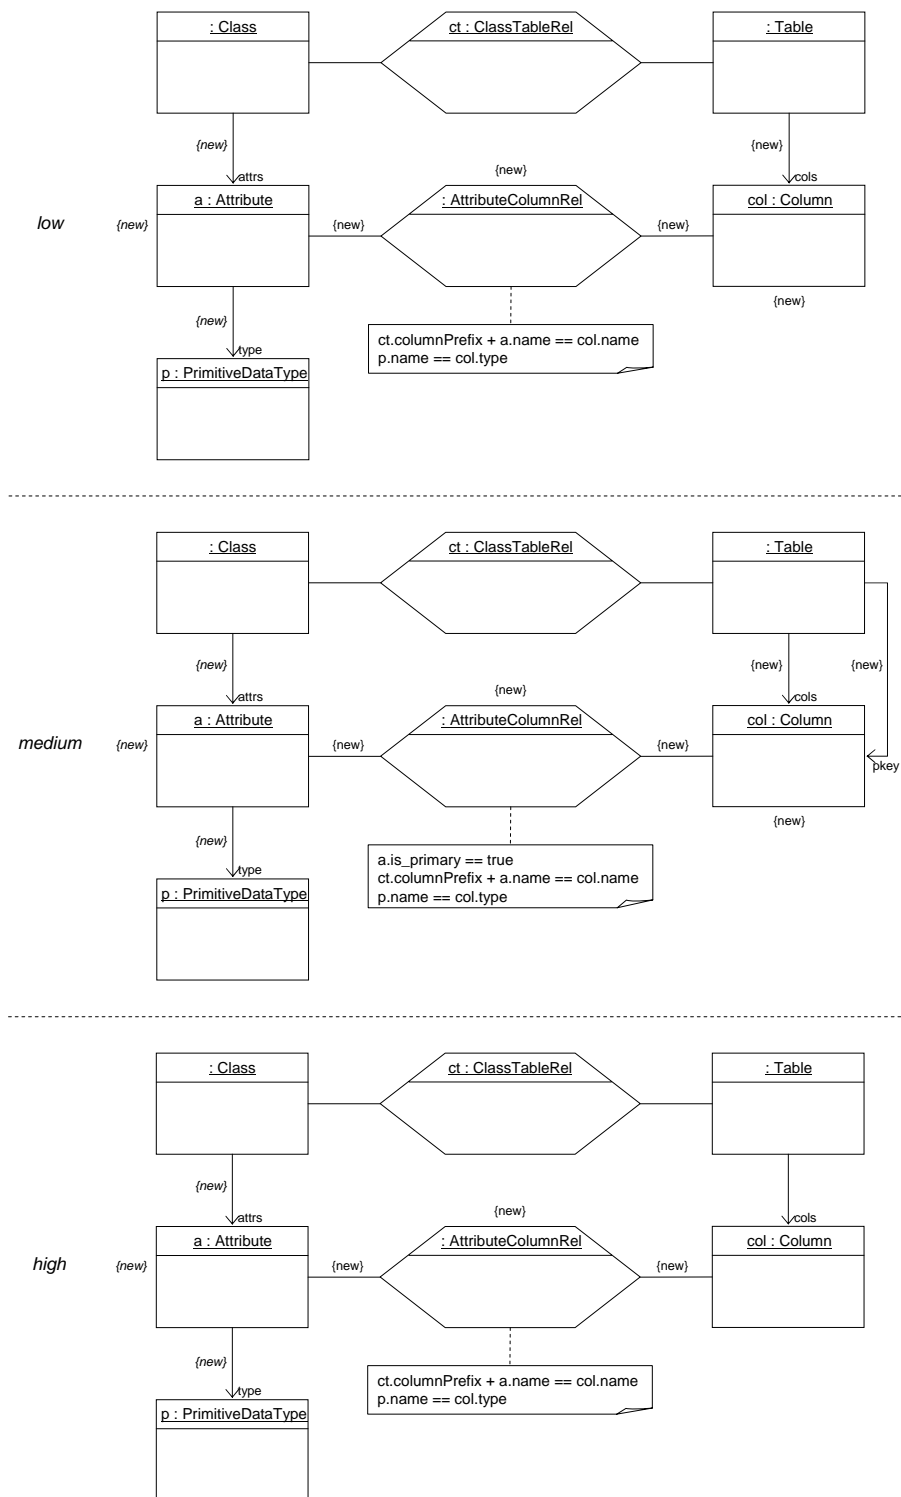 : Class
ct : ClassTableRel
: Table
{new}
{new}
attrs
{new}
cols
low
{new}
a : Attribute
{new}
: AttributeColumnRel
{new}
col : Column
{new}
{new}
type
ct.columnPrefix + a.name == col.name
p.name == col.type
p : PrimitiveDataType
: Class
ct : ClassTableRel
: Table
{new}
{new}
{new}
attrs
{new}
cols
medium
{new}
a : Attribute
{new}
: AttributeColumnRel
{new}
col : Column
pkey
{new}
{new}
type
a.is_primary == true
ct.columnPrefix + a.name == col.name
p.name == col.type
p : PrimitiveDataType
: Class
ct : ClassTableRel
: Table
{new}
attrs
{new}
cols
high
{new}
a : Attribute
{new}
: AttributeColumnRel
{new}
col : Column
{new}
type
ct.columnPrefix + a.name == col.name
p.name == col.type
p : PrimitiveDataType